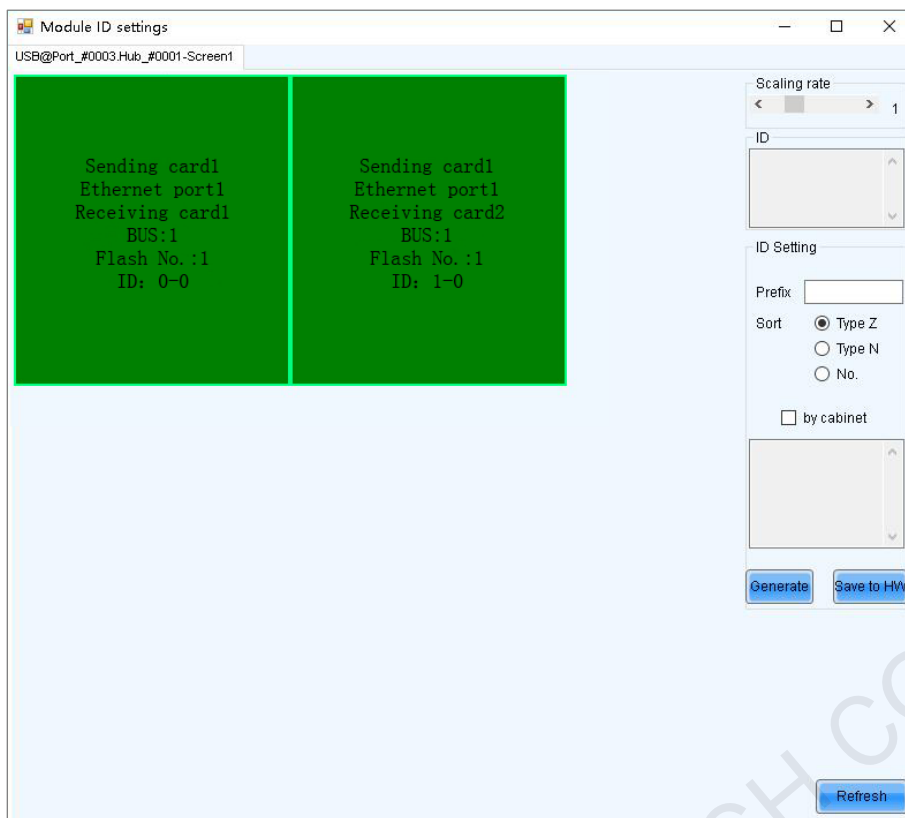 Module ID settings
USB@Port_#0003.Hub_#0001-Screen1
Sending card1
Ethernet port1
Receiving card1
BUS:1
Flash No.:1
ID: 0-0
Sending card1
Ethernet port1
Receiving card2
BUS:1
Flash No.:1
ID: 1-0
Scaling rate
1
ID
ID Setting
Prefix
Sort
Type Z
Type N
No.
by cabinet
Generate
Save to HW
Refresh